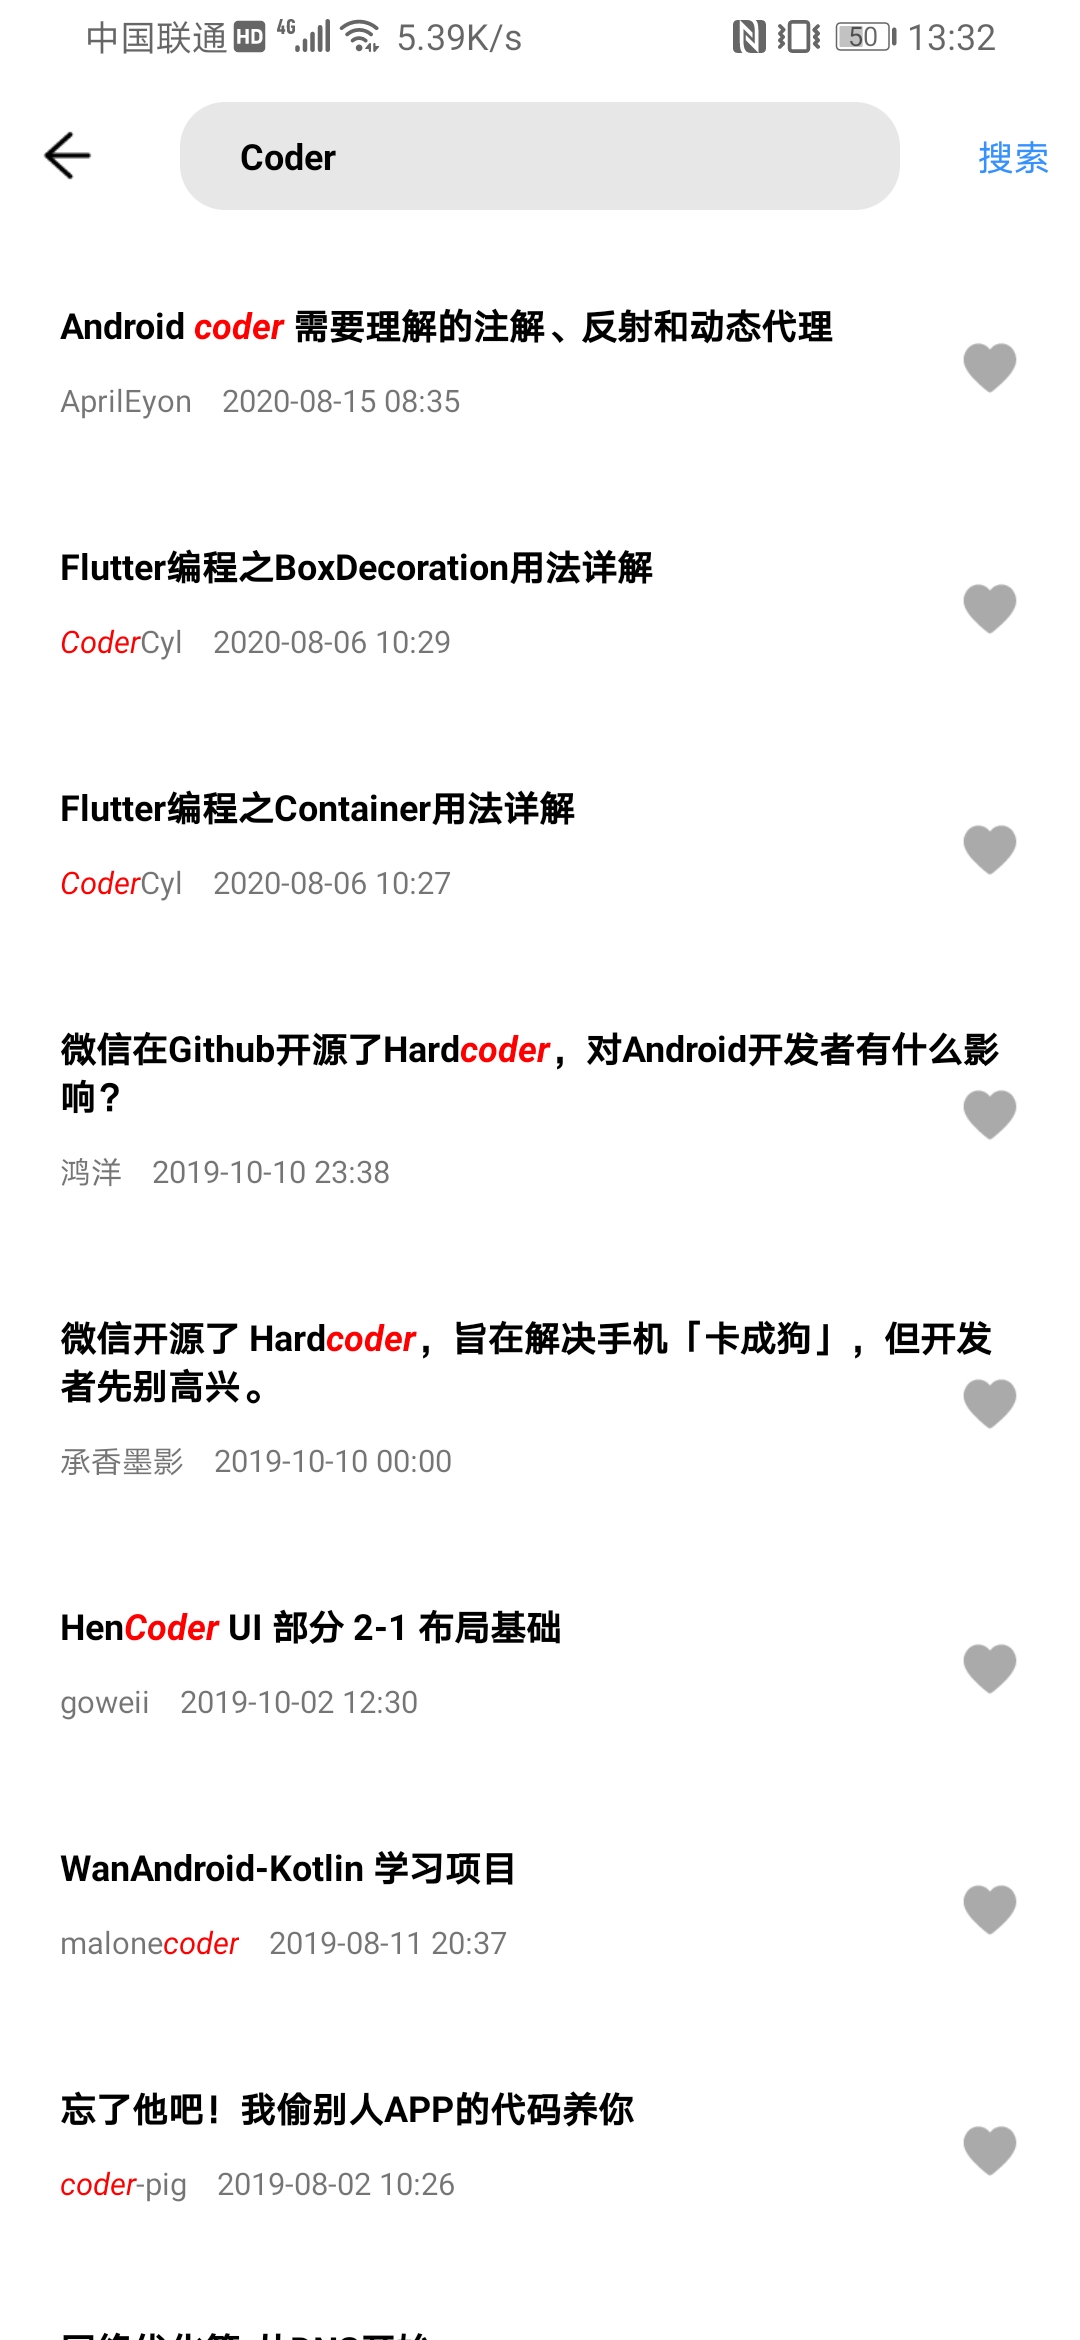 中国联通 HD 4G 5.39K/s 50 13:32
Coder 搜索
Android coder 需要理解的注解、反射和动态代理
AprilEyon 2020-08-15 08:35
Flutter编程之BoxDecoration用法详解
CoderCyl 2020-08-06 10:29
Flutter编程之Container用法详解
CoderCyl 2020-08-06 10:27
微信在Github开源了Hardcoder，对Android开发者有什么影
响？
鸿洋 2019-10-10 23:38
微信开源了 Hardcoder，旨在解决手机「卡成狗」，但开发
者先别高兴。
承香墨影 2019-10-10 00:00
HenCoder UI 部分 2-1 布局基础
goweii 2019-10-02 12:30
WanAndroid-Kotlin 学习项目
malonecoder 2019-08-11 20:37
忘了他吧！我偷别人APP的代码养你
coder-pig 2019-08-02 10:26